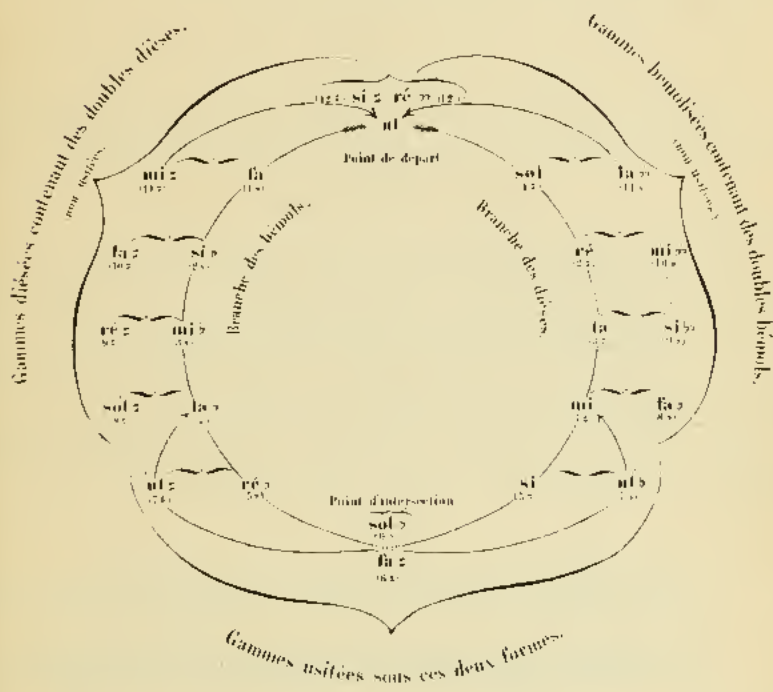 Gammes diésées contenant des doubles dièses.
(non usitées)
Gammes bémolisées contenant des doubles bémols.
(non usitées)
si♯ ré♭♭
ut
Point de départ
mi♯ fa
sol la♭♭
fa♯ si♭
ré mi♭♭
Branche des bémols.
Branche des dièses.
ré♯ mi♭
la si♭♭
sol♯ la♭
mi fa♭
ut♯ ré♭
si ut♭
Point d'intersection
sol♭
fa♯
(6♯)
Gammes usitées sous ces deux formes.